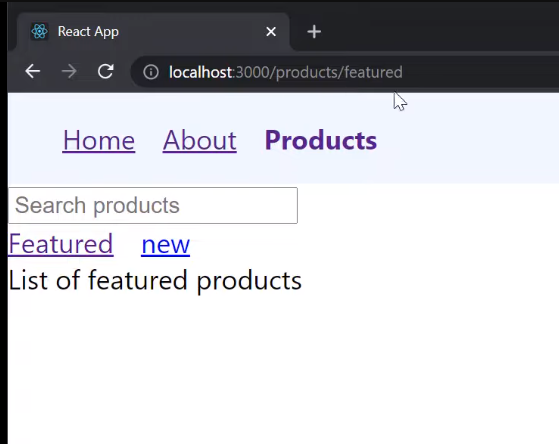 React App
localhost:3000/products/featured
Home About Products
Search products
Featured new
List of featured products